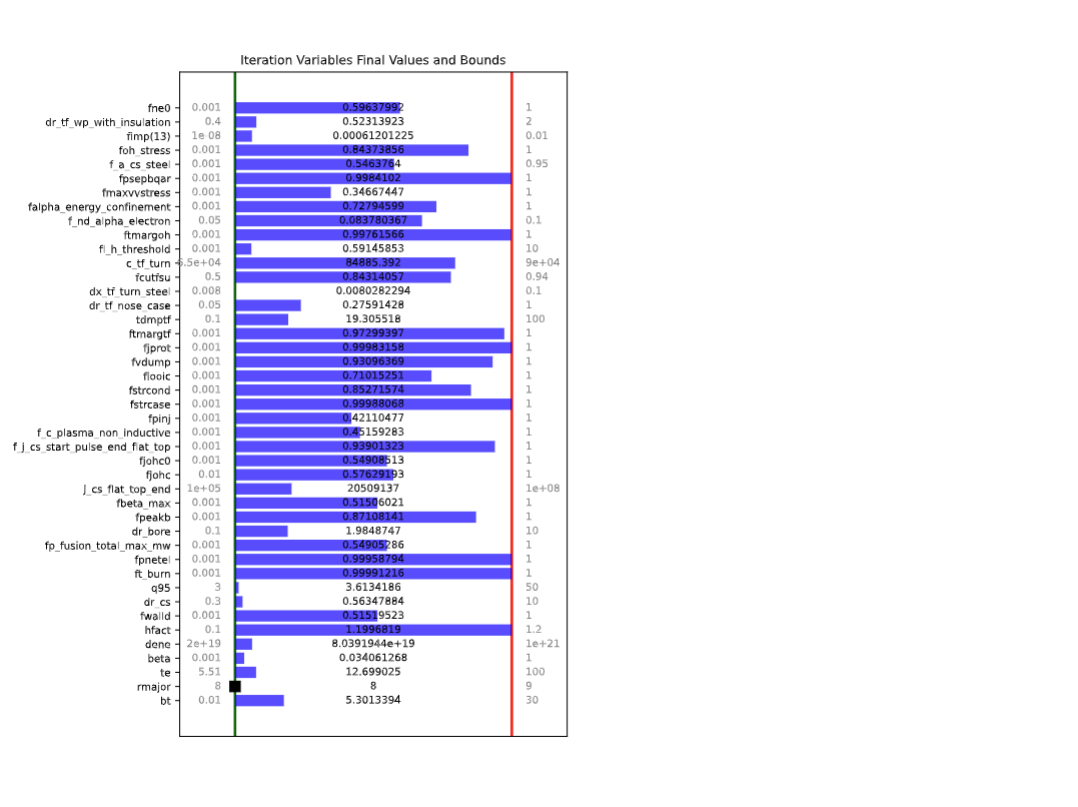 Iteration Variables Final Values and Bounds
fne0 0.001 0.59637992 1
dr_tf_wp_with_insulation 0.4 0.52313923 2
fimp(13) 1e-08 0.00061201225 0.01
foh_stress 0.001 0.84373856 1
f_a_cs_steel 0.001 0.5463764 0.95
fpsepbqar 0.001 0.9984102 1
fmaxvvstress 0.001 0.34667447 1
falpha_energy_confinement 0.001 0.72794599 1
f_nd_alpha_electron 0.05 0.083780367 0.1
ftmargoh 0.001 0.99761566 1
fl_h_threshold 0.001 0.59145853 10
c_tf_turn 6.5e+04 84885.392 9e+04
fcutfsu 0.5 0.84314057 0.94
dx_tf_turn_steel 0.008 0.0080282294 0.1
dr_tf_nose_case 0.05 0.27591428 1
tdmptf 0.1 19.305518 100
ftmargtf 0.001 0.97299397 1
fjprot 0.001 0.99983158 1
fvdump 0.001 0.93096369 1
flooic 0.001 0.71015251 1
fstrcond 0.001 0.85271574 1
fstrcase 0.001 0.99988068 1
fpinj 0.001 0.42110477 1
f_c_plasma_non_inductive 0.001 0.45159283 1
f_j_cs_start_pulse_end_flat_top 0.001 0.93901323 1
fjohc0 0.001 0.54908513 1
fjohc 0.01 0.57629193 1
j_cs_flat_top_end 1e+05 20509137 1e+08
fbeta_max 0.001 0.51506021 1
fpeakb 0.001 0.87108141 1
dr_bore 0.1 1.9848747 10
fp_fusion_total_max_mw 0.001 0.54905286 1
fpnetel 0.001 0.99958794 1
ft_burn 0.001 0.99991216 1
q95 3 3.6134186 50
dr_cs 0.3 0.56347884 10
fwalld 0.001 0.51519523 1
hfact 0.1 1.1996819 1.2
dene 2e+19 8.0391944e+19 1e+21
beta 0.001 0.034061268 1
te 5.51 12.699025 100
rmajor 8 8 9
bt 0.01 5.3013394 30